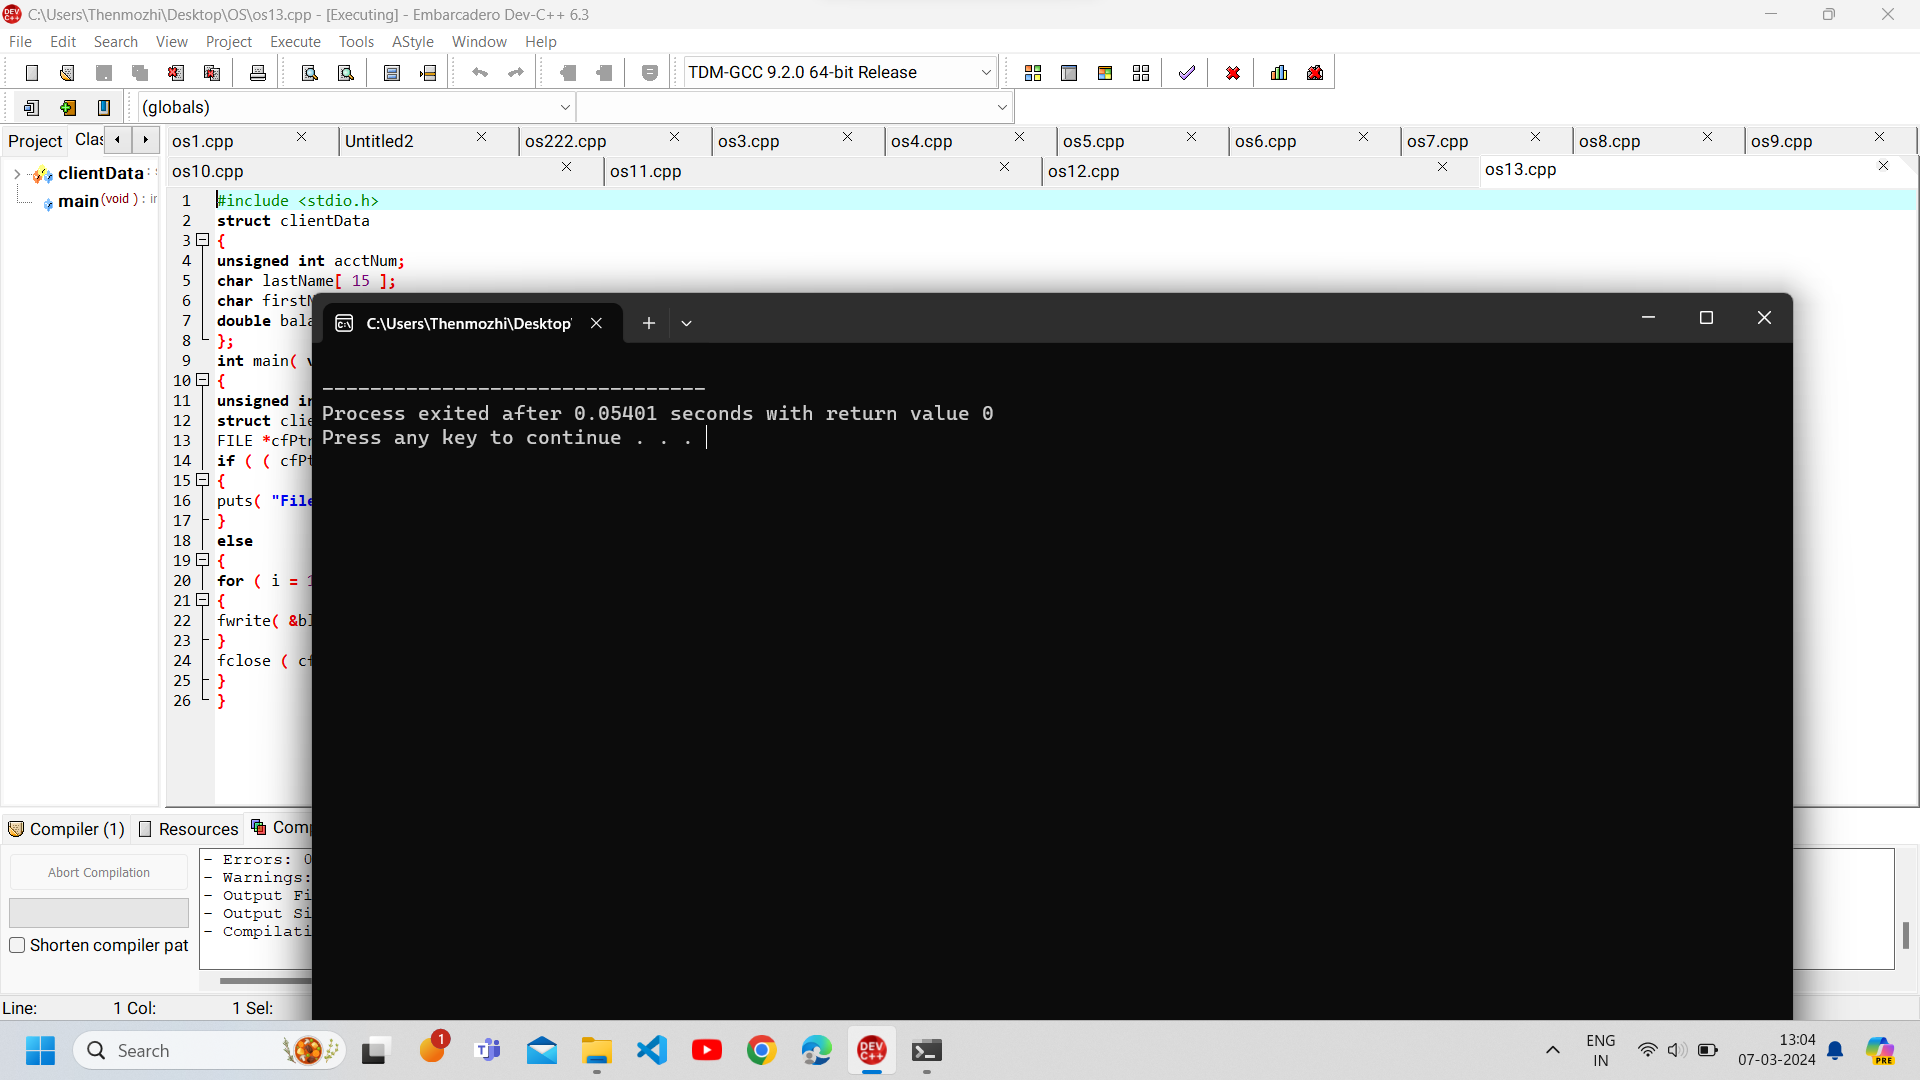 C:\Users\Thenmozhi\Desktop\OS\os13.cpp - [Executing] - Embarcadero Dev-C++ 6.3
File Edit Search View Project Execute Tools AStyle Window Help
TDM-GCC 9.2.0 64-bit Release
(globals)
Project Clas
os1.cpp Untitled2 os222.cpp os3.cpp os4.cpp os5.cpp os6.cpp os7.cpp os8.cpp os9.cpp
os10.cpp os11.cpp os12.cpp os13.cpp
clientData
main (void) : in
1 #include <stdio.h>
2 struct clientData
3 {
4 unsigned int acctNum;
5 char lastName[ 15 ];
6 char firstN
7 double bala
8 };
9 int main( v
10 {
11 unsigned in
12 struct clie
13 FILE *cfPtr
14 if ( ( cfPt
15 {
16 puts( "File
17 }
18 else
19 {
20 for ( i = 1
21 {
22 fwrite( &bl
23 }
24 fclose ( cf
25 }
26 }
C:\Users\Thenmozhi\Desktop\
--------------------------------
Process exited after 0.05401 seconds with return value 0
Press any key to continue . . .
Compiler (1) Resources Comp
Abort Compilation
Shorten compiler pat
- Errors: 0
- Warnings:
- Output Fi
- Output Si
- Compilati
Line: 1 Col: 1 Sel:
Search
1
DEV C++
ENG
IN
13:04
07-03-2024
PRE